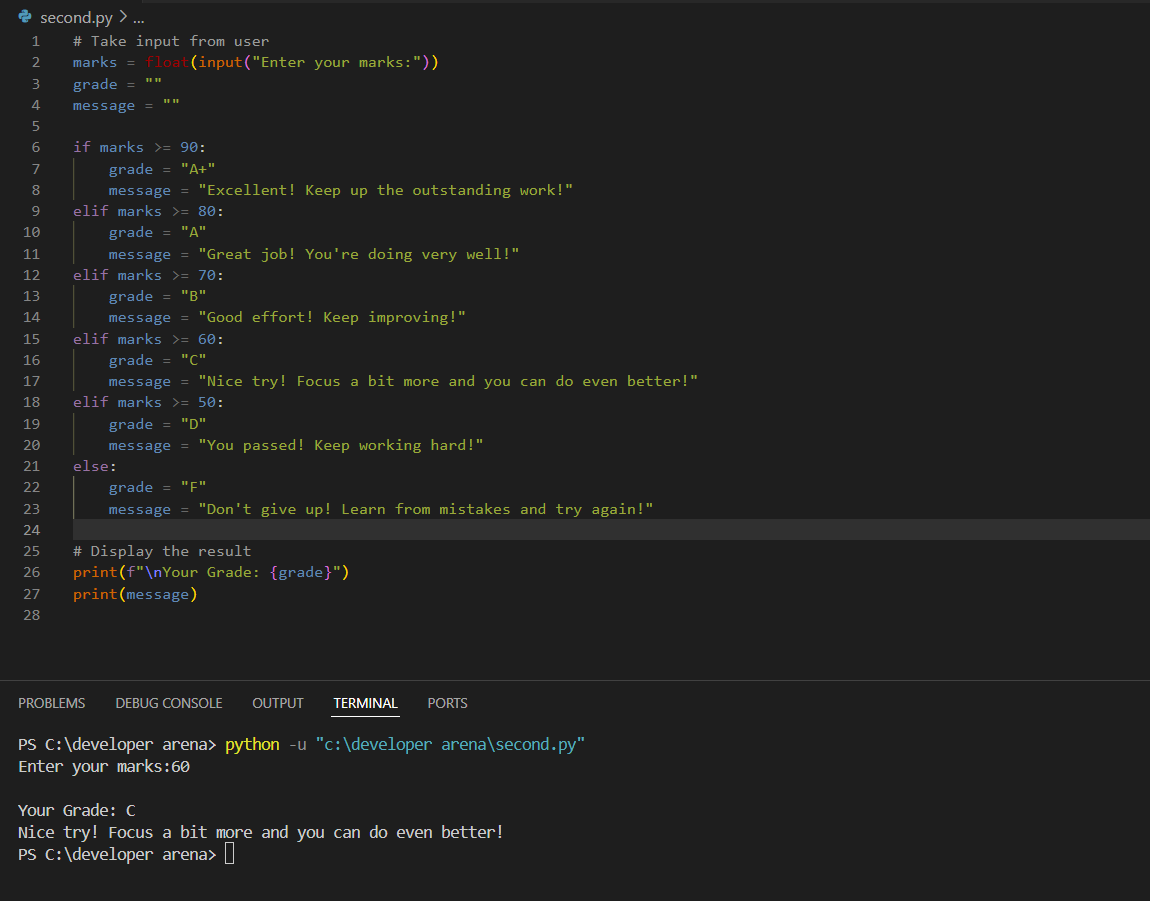 second.py > ...
1 # Take input from user
2 marks = float(input("Enter your marks:"))
3 grade = ""
4 message = ""
5
6 if marks >= 90:
7     grade = "A+"
8     message = "Excellent! Keep up the outstanding work!"
9 elif marks >= 80:
10     grade = "A"
11     message = "Great job! You're doing very well!"
12 elif marks >= 70:
13     grade = "B"
14     message = "Good effort! Keep improving!"
15 elif marks >= 60:
16     grade = "C"
17     message = "Nice try! Focus a bit more and you can do even better!"
18 elif marks >= 50:
19     grade = "D"
20     message = "You passed! Keep working hard!"
21 else:
22     grade = "F"
23     message = "Don't give up! Learn from mistakes and try again!"
24
25 # Display the result
26 print(f"\nYour Grade: {grade}")
27 print(message)
28
PROBLEMS DEBUG CONSOLE OUTPUT TERMINAL PORTS
PS C:\developer arena> python -u "c:\developer arena\second.py"
Enter your marks:60
Your Grade: C
Nice try! Focus a bit more and you can do even better!
PS C:\developer arena>